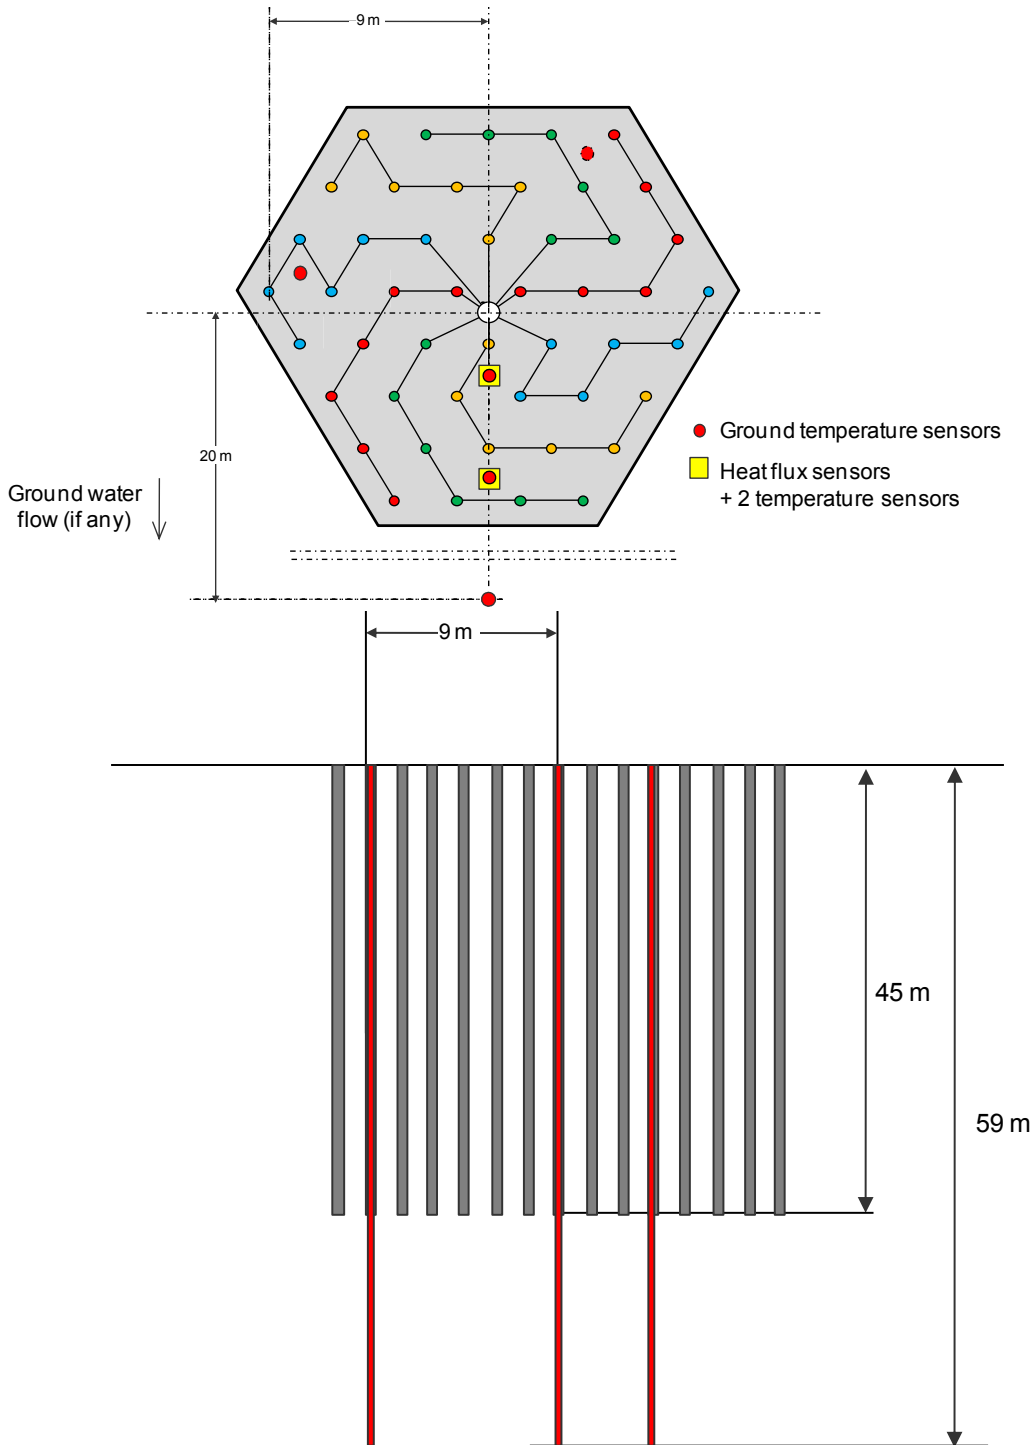 9 m
Ground temperature sensors
Heat flux sensors
+ 2 temperature sensors
20 m
Ground water
flow (if any)
9 m
45 m
59 m